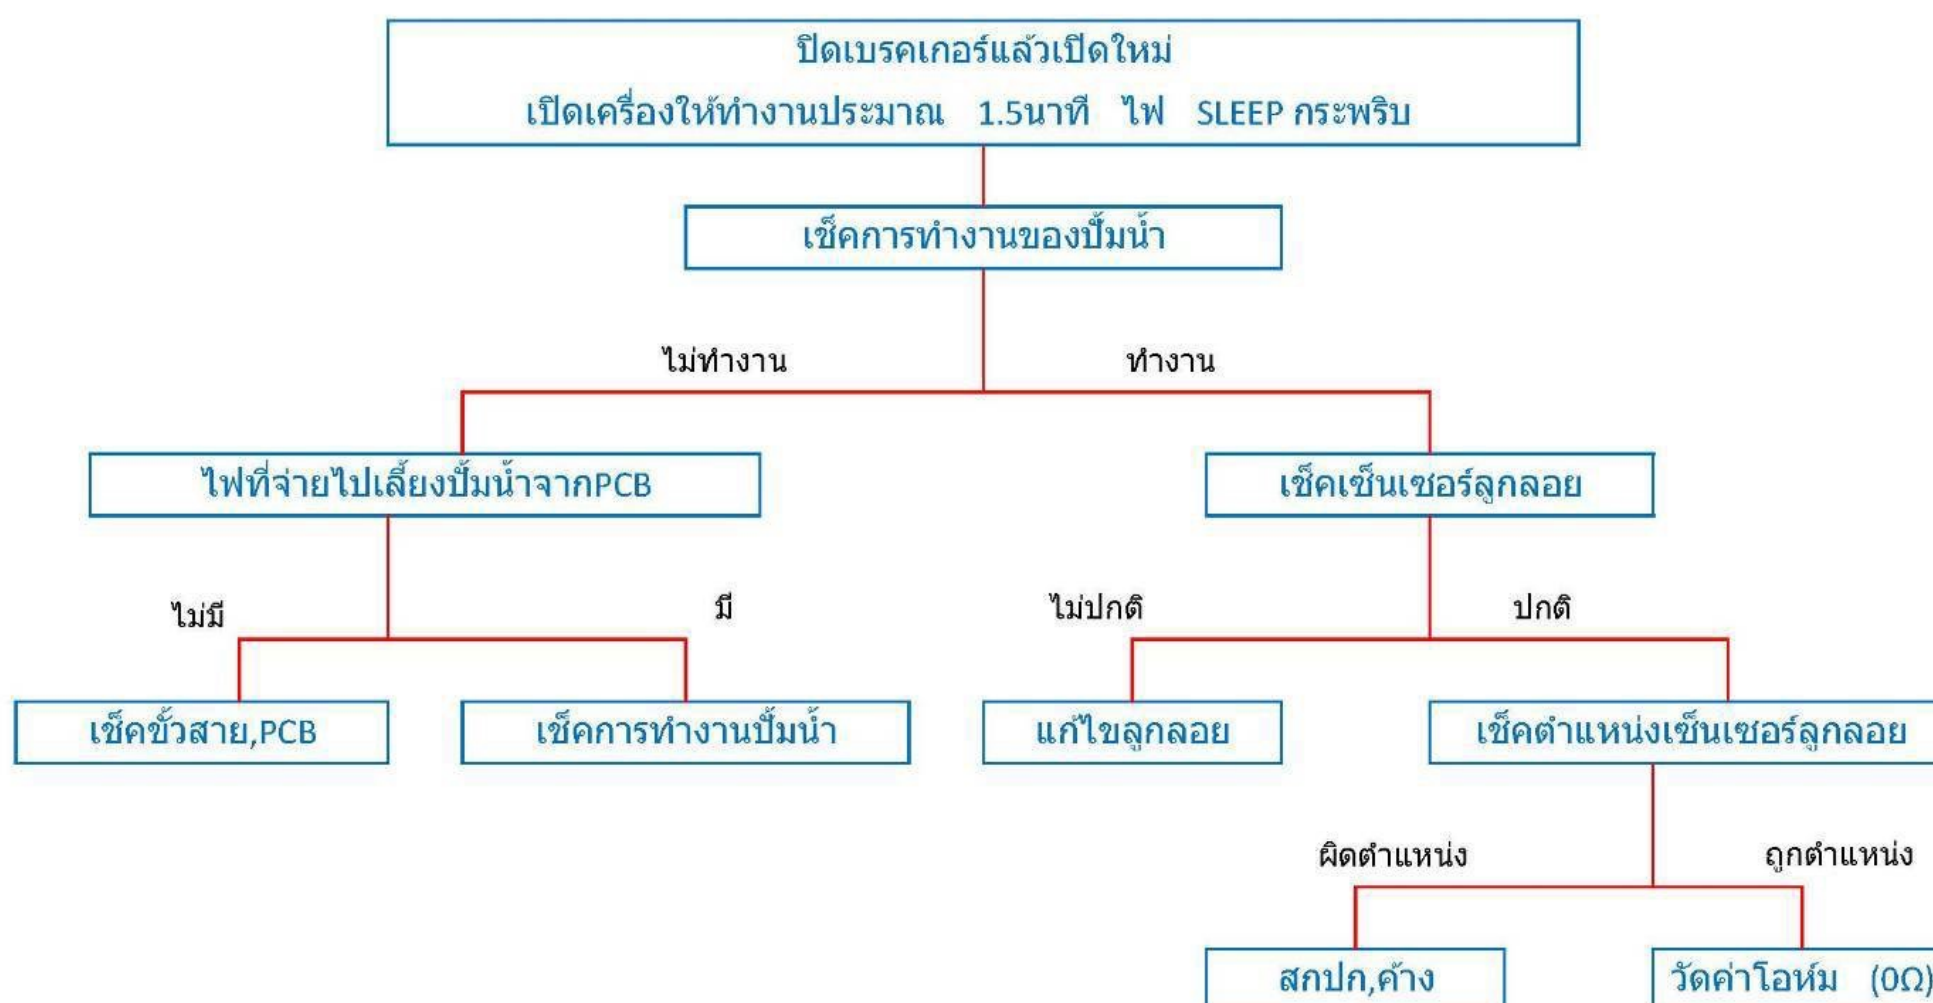 ปิดเบรคเกอร์แล้วเปิดใหม่
เปิดเครื่องให้ทำงานประมาณ 1.5นาที ไฟ SLEEP กระพริบ
เช็คการทำงานของปั๊มน้ำ
ไม่ทำงาน
ทำงาน
ไฟที่จ่ายไปเลี้ยงปั๊มน้ำจากPCB
เช็คเซ็นเซอร์ลูกลอย
ไม่มี
มี
ไม่ปกติ
ปกติ
เช็คขั้วสาย,PCB
เช็คการทำงานปั๊มน้ำ
แก้ไขลูกลอย
เช็คตำแหน่งเซ็นเซอร์ลูกลอย
ผิดตำแหน่ง
ถูกตำแหน่ง
สกปก,ค้าง
วัดค่าโอห์ม (0Ω)